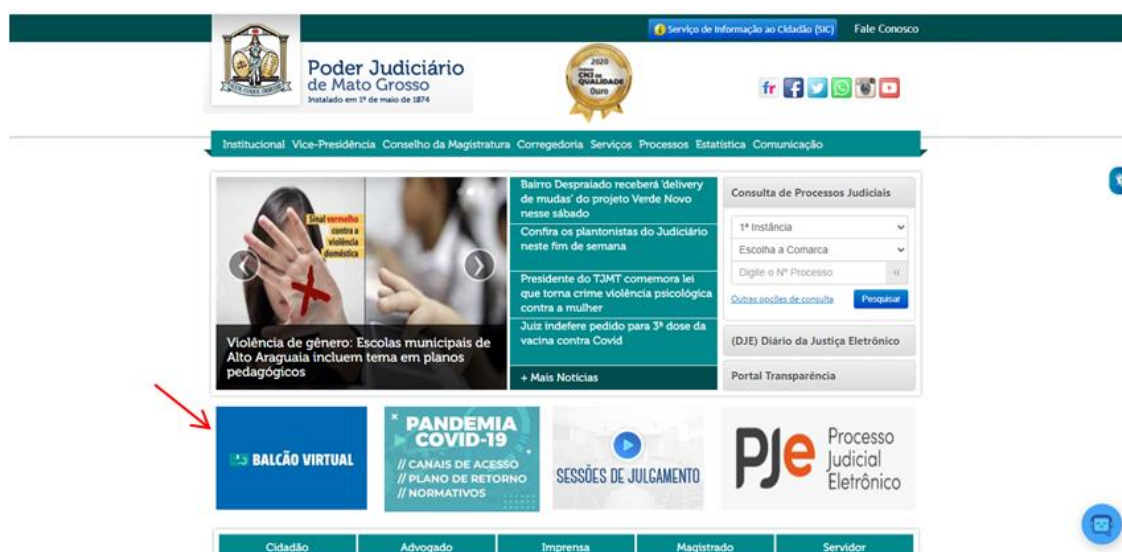 Serviço de Informação ao Cidadão (SIC)
Fale Conosco
Poder Judiciário
de Mato Grosso
Instalado em 1º de maio de 1874
2020
CNJ DE
QUALIDADE
Ouro
fr
Institucional Vice-Presidência Conselho da Magistratura Corregedoria Serviços Processos Estatística Comunicação
Sinal vermelho
contra a
violência
doméstica
Violência de gênero: Escolas municipais de
Alto Araguaia incluem tema em planos
pedagógicos
Bairro Despraiado receberá 'delivery
de mudas' do projeto Verde Novo
nesse sábado
Confira os plantonistas do Judiciário
neste fim de semana
Presidente do TJMT comemora lei
que torna crime violência psicológica
contra a mulher
Juiz indefere pedido para 3ª dose da
vacina contra Covid
+ Mais Notícias
Consulta de Processos Judiciais
1ª Instância
Escolha a Comarca
Digite o Nº Processo
«
Outras opções de consulta
Pesquisar
(DJE) Diário da Justiça Eletrônico
Portal Transparência
BALCÃO VIRTUAL
PANDEMIA
COVID-19
// CANAIS DE ACESSO
// PLANO DE RETORNO
// NORMATIVOS
SESSÕES DE JULGAMENTO
PJe
Processo
Judicial
Eletrônico
Cidadão
Advogado
Imprensa
Magistrado
Servidor